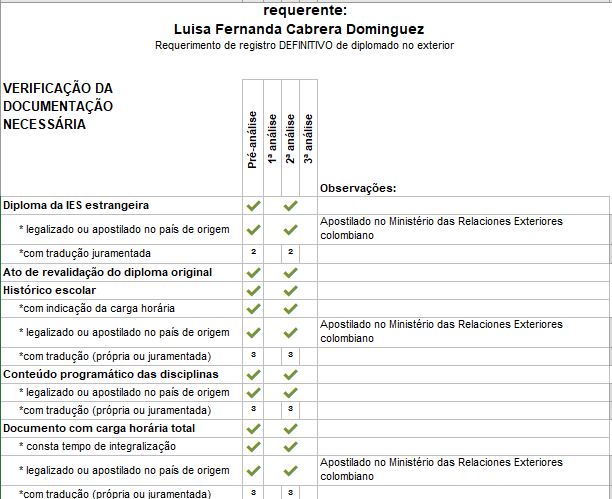 requerente:
Luisa Fernanda Cabrera Dominguez
Requerimento de registro DEFINITIVO de diplomado no exterior
VERIFICAÇÃO DA
DOCUMENTAÇÃO
NECESSÁRIA
Pré-análise
1ª análise
2ª análise
3ª análise
Observações:
Diploma da IES estrangeira
* legalizado ou apostilado no país de origem
Apostilado no Ministério das Relaciones Exteriores
colombiano
*com tradução juramentada 2 2
Ato de revalidação do diploma original
Histórico escolar
*com indicação da carga horária
* legalizado ou apostilado no país de origem
Apostilado no Ministério das Relaciones Exteriores
colombiano
*com tradução (própria ou juramentada) 3 3
Conteúdo programático das disciplinas
* legalizado ou apostilado no país de origem
*com tradução (própria ou juramentada) 3 3
Documento com carga horária total
* consta tempo de integralização
* legalizado ou apostilado no país de origem
Apostilado no Ministério das Relaciones Exteriores
colombiano
*com tradução (própria ou juramentada) 3 3